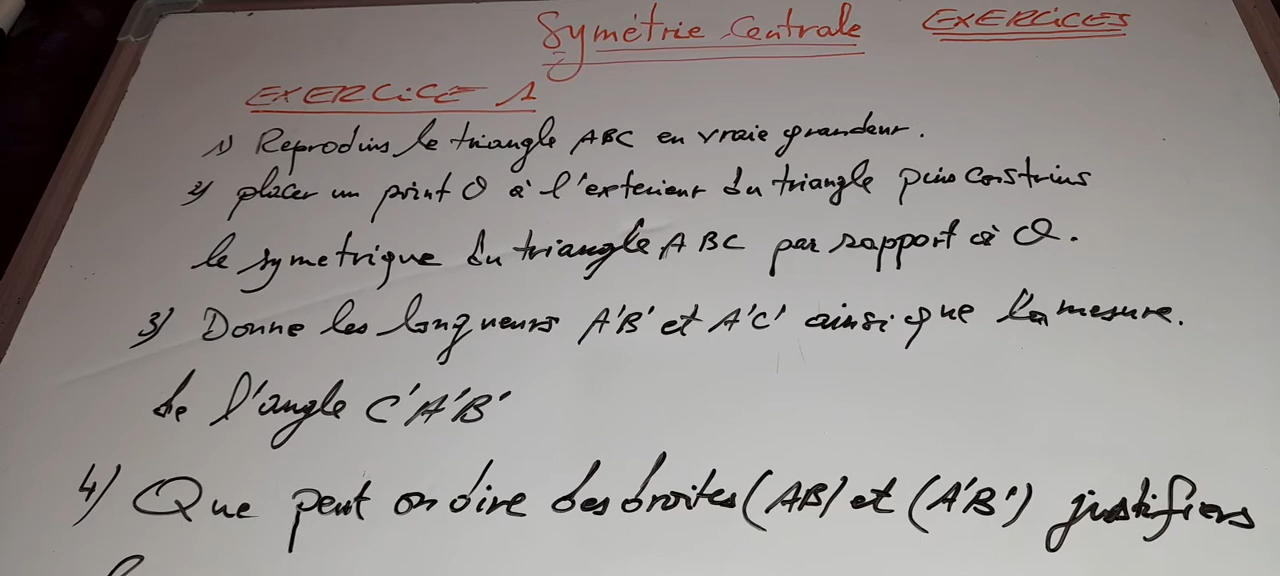 Symétrie Centrale EXERCICES
EXERCICE 1
1) Reproduis le triangle ABC en vraie grandeur.
2) placer un point O à l'exterieur du triangle puis construis
le symetrique du triangle ABC par rapport à O.
3) Donne les longueurs A'B' et A'C' ainsi que la mesure.
de l'angle C'A'B'
4) Que peut on dire des droites (AB) et (A'B') justifiers